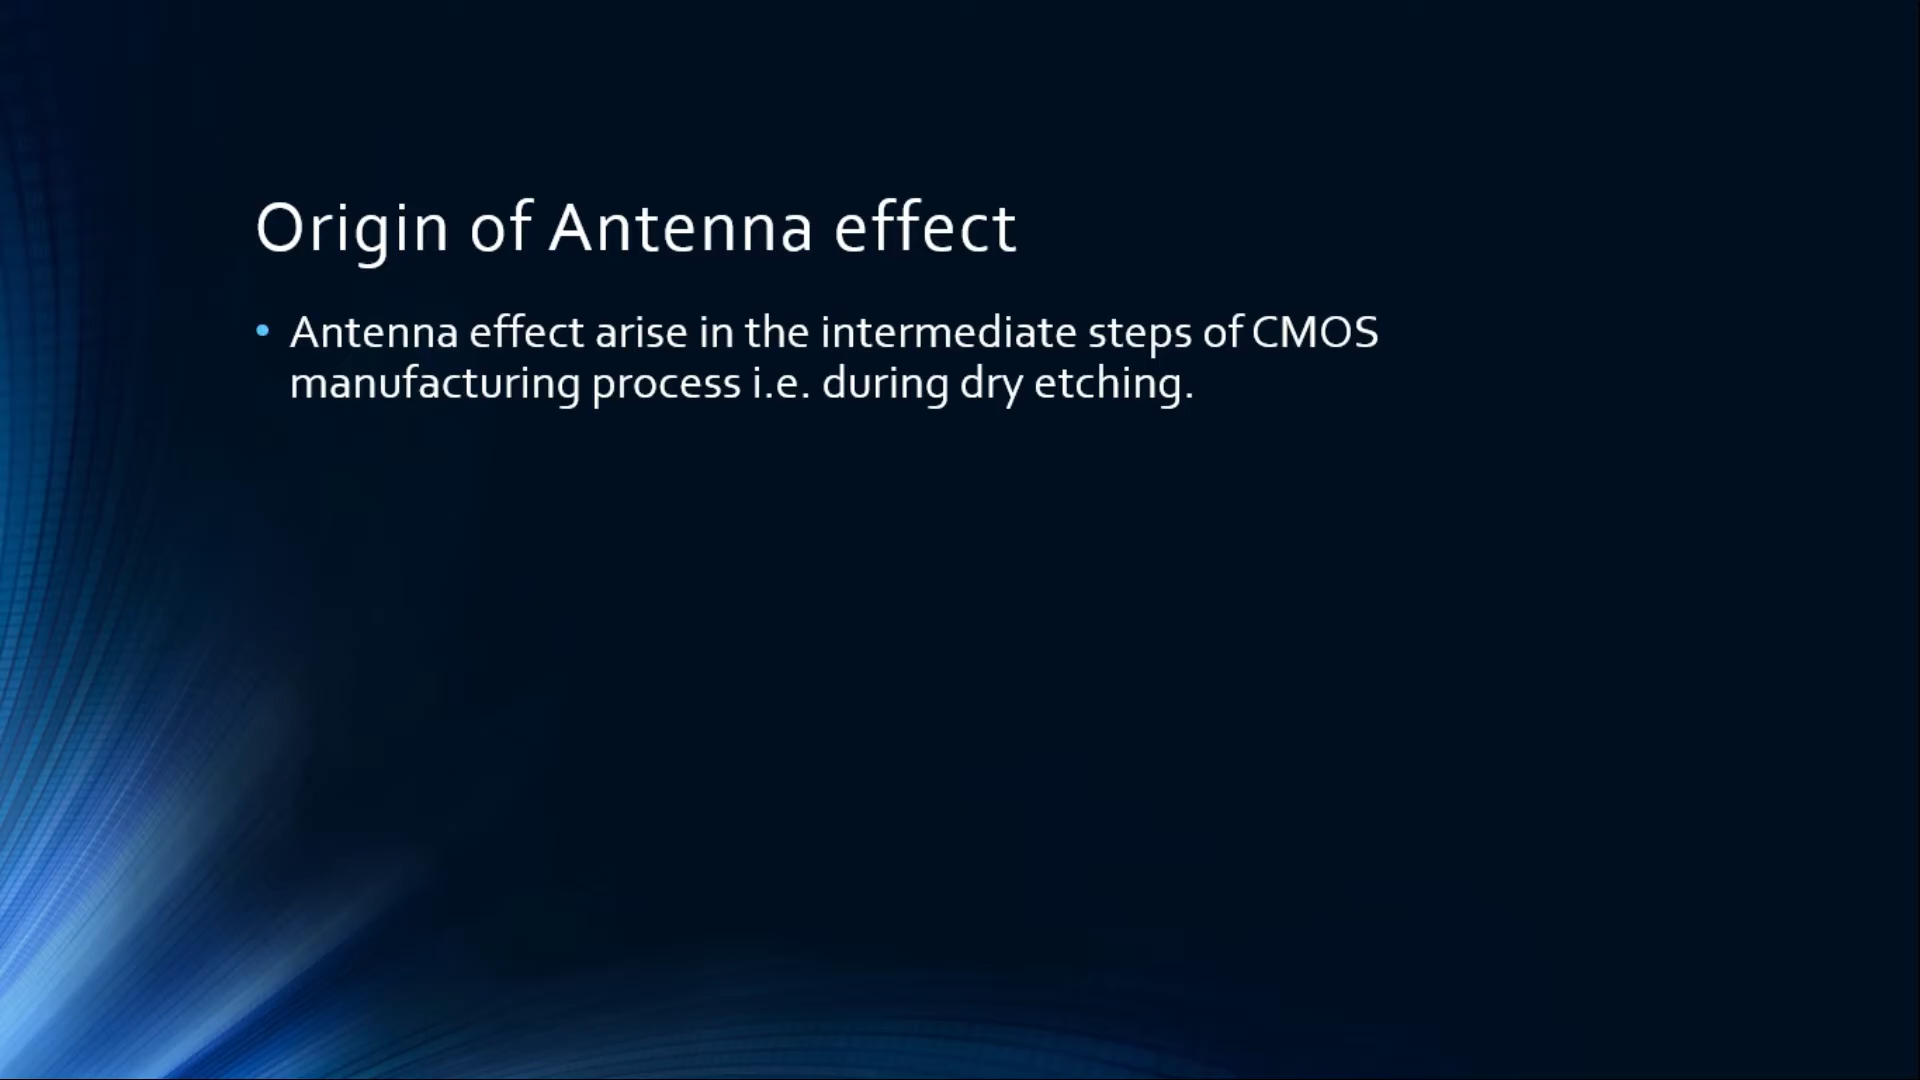 Origin of Antenna effect
• Antenna effect arise in the intermediate steps of CMOS
manufacturing process i.e. during dry etching.